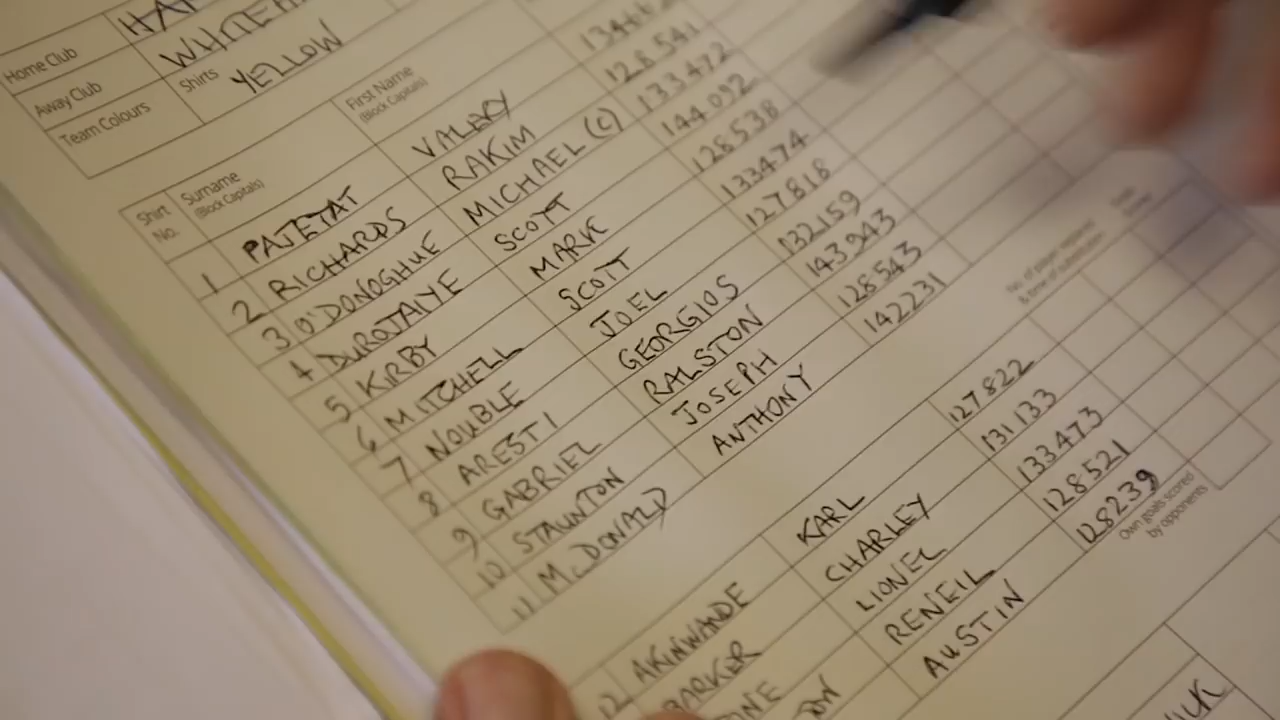 Home Club
Away Club
Team Colours Shirts YELLOW
Shirt No. Surname (Block Capitals) First Name (Block Capitals)
1 PAJETAT VALERY
2 RICHARDS RAKIM 128541
3 O'DONOGHUE MICHAEL (C) 133472
4 DUROJAIYE SCOTT 144092
5 KIRBY MARK 128538
6 MITCHELL SCOTT 133474
7 NOUBLE JOEL 127818
8 ARESTI GEORGIOS 132159
9 GABRIEL RALSTON 143943
10 STAUNTON JOSEPH 128543
11 M.DONALD ANTHONY 142231
12 AKINWANDE KARL 127822
BARKER CHARLEY 131133
LIONEL 133473
RENEIL 128521
AUSTIN 128239
Own goals scored
by opponents